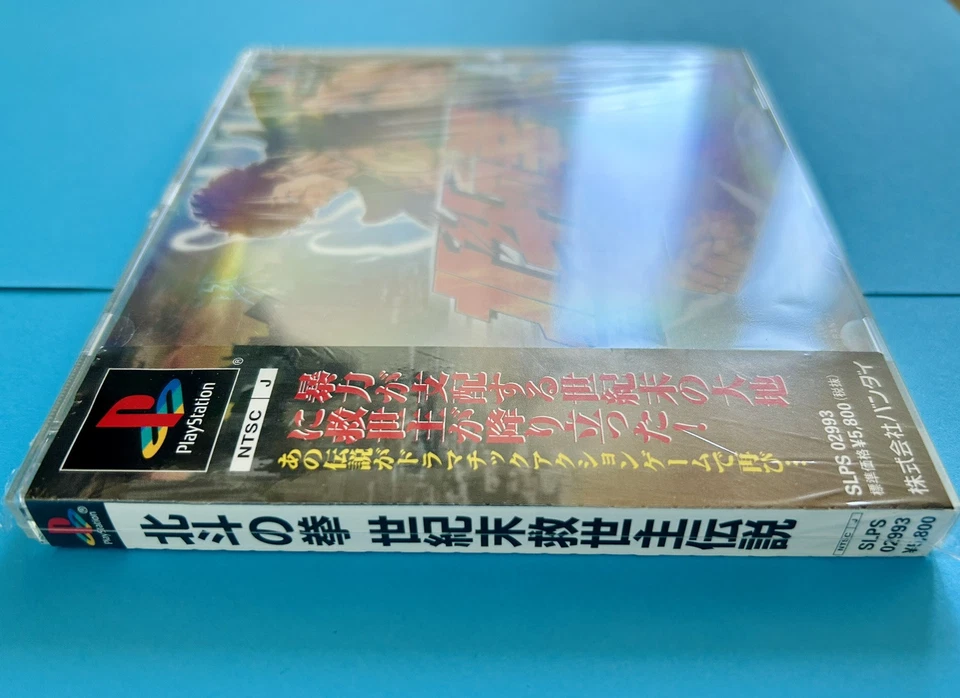 PlayStation
®
NTSC J
暴力が支配する世紀末の大地
に救世主が降り立った!
あの伝説がドラマチックアクションゲームで再び…
SLPS 02993
標準価格¥5,800(税抜)
株式会社バンダイ
PlayStation
®
北斗の拳 世紀末救世主伝説
NTSC J
SLPS
02993
¥5,800